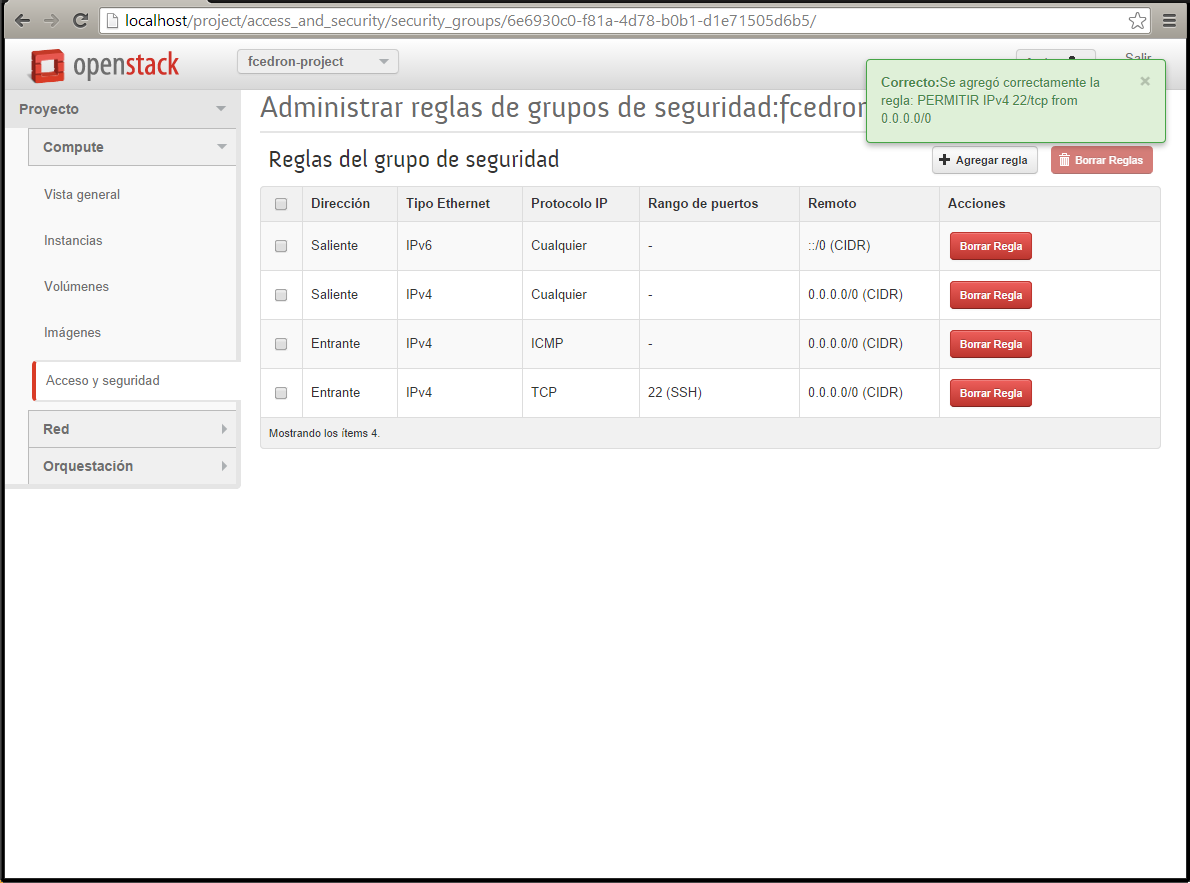 localhost/project/access_and_security/security_groups/6e6930c0-f81a-4d78-b0b1-d1e71505d6b5/
openstack
fcedron-project
Salir
Correcto:Se agregó correctamente la
regla: PERMITIR IPv4 22/tcp from
0.0.0.0/0
×
Proyecto
Compute
Vista general
Instancias
Volúmenes
Imágenes
Acceso y seguridad
Red
Orquestación
Administrar reglas de grupos de seguridad:fcedron
Reglas del grupo de seguridad
Agregar regla
Borrar Reglas
Dirección Tipo Ethernet Protocolo IP Rango de puertos Remoto Acciones
Saliente IPv6 Cualquier - ::/0 (CIDR) Borrar Regla
Saliente IPv4 Cualquier - 0.0.0.0/0 (CIDR) Borrar Regla
Entrante IPv4 ICMP - 0.0.0.0/0 (CIDR) Borrar Regla
Entrante IPv4 TCP 22 (SSH) 0.0.0.0/0 (CIDR) Borrar Regla
Mostrando los ítems 4.